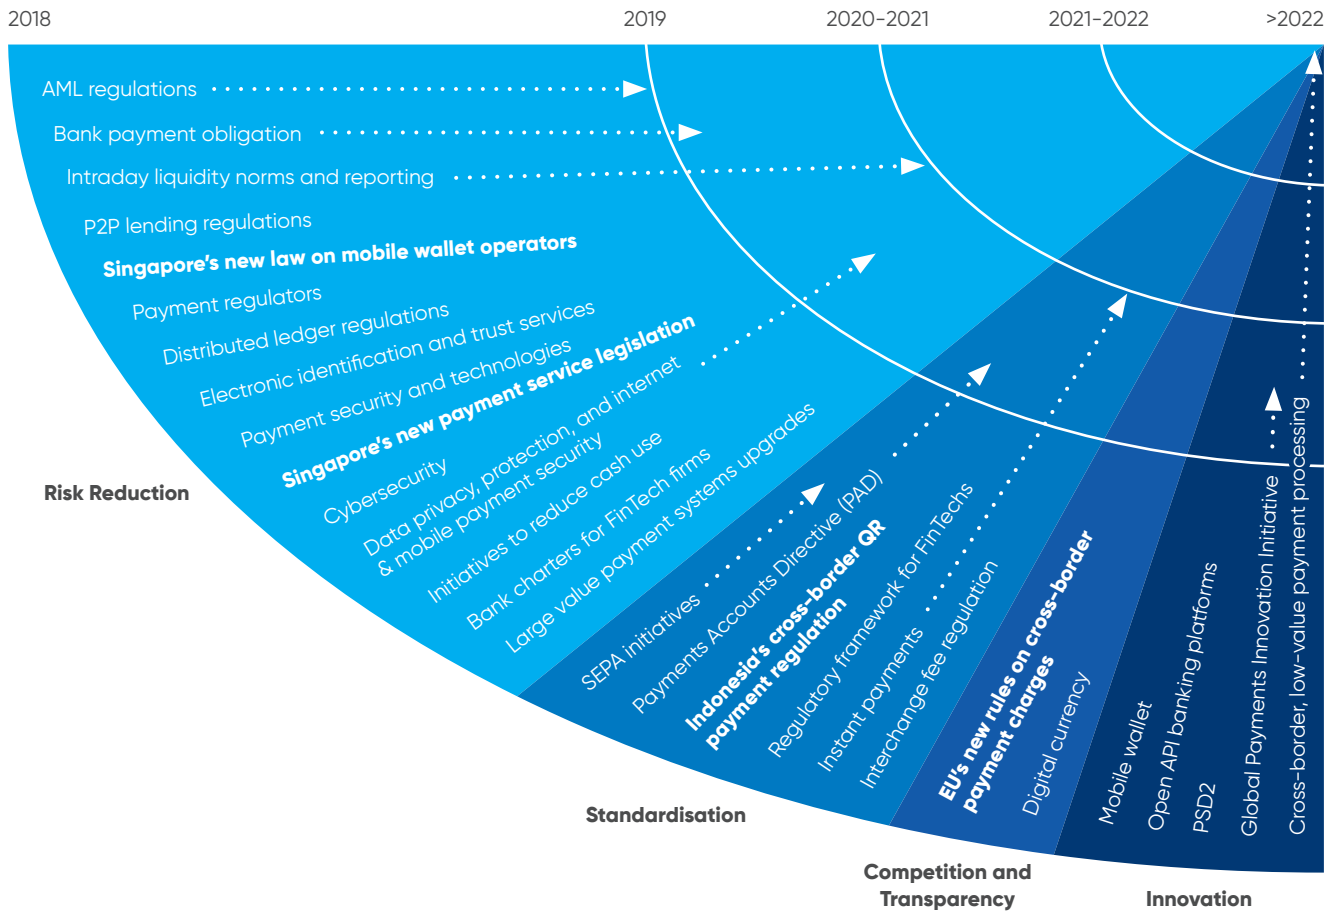 2018
2019
2020-2021
2021-2022
>2022
AML regulations
Bank payment obligation
Intraday liquidity norms and reporting
P2P lending regulations
Singapore's new law on mobile wallet operators
Payment regulators
Distributed ledger regulations
Electronic identification and trust services
Payment security and technologies
Singapore's new payment service legislation
Cybersecurity
Data privacy, protection, and internet
& mobile payment security
Initiatives to reduce cash use
Bank charters for FinTech firms
Large value payment systems upgrades
Risk Reduction
SEPA initiatives
Payments Accounts Directive (PAD)
Indonesia's cross-border QR
payment regulation
Regulatory framework for FinTechs
Instant payments
Interchange fee regulation
Standardisation
EU's new rules on cross-border
payment charges
Digital currency
Competition and
Transparency
Mobile wallet
Open API banking platforms
PSD2
Global Payments Innovation Initiative
Cross-border, low-value payment processing
Innovation